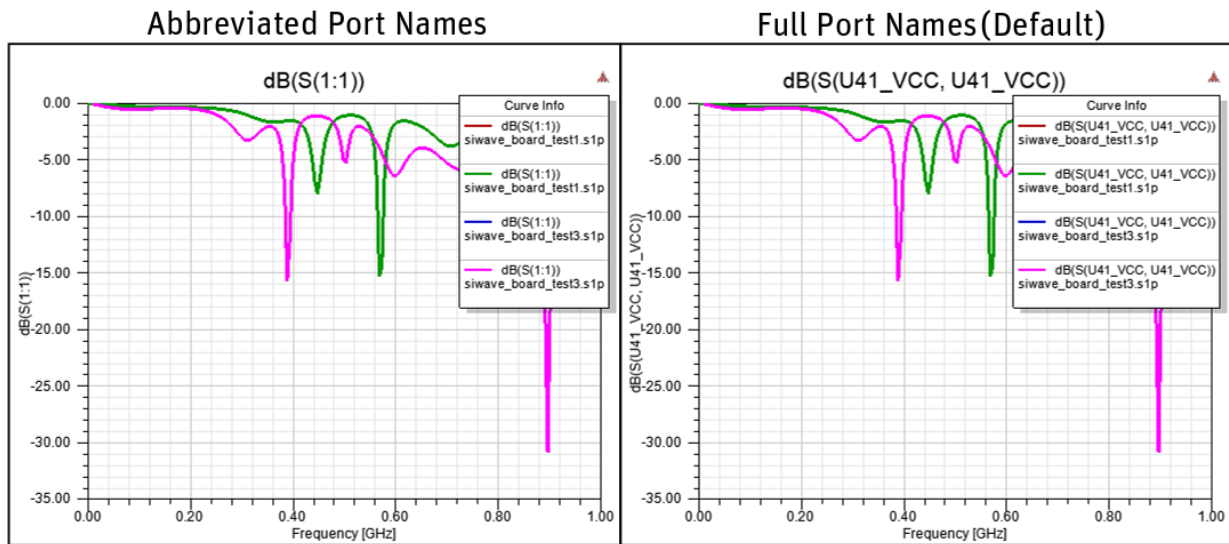 Abbreviated Port Names
Full Port Names(Default)
dB(S(1:1))
Curve Info
dB(S(1:1))
siwave_board_test1.s1p
dB(S(1:1))
siwave_board_test1.s1p
dB(S(1:1))
siwave_board_test3.s1p
dB(S(1:1))
siwave_board_test3.s1p
dB(S(1:1))
0.00
-5.00
-10.00
-15.00
-20.00
-25.00
-30.00
-35.00
0.00 0.20 0.40 0.60 0.80 1.00
Frequency [GHz]
dB(S(U41_VCC, U41_VCC))
Curve Info
dB(S(U41_VCC, U41_VCC))
siwave_board_test1.s1p
dB(S(U41_VCC, U41_VCC))
siwave_board_test1.s1p
dB(S(U41_VCC, U41_VCC))
siwave_board_test3.s1p
dB(S(U41_VCC, U41_VCC))
siwave_board_test3.s1p
dB(S(U41_VCC, U41_VCC))
0.00
-5.00
-10.00
-15.00
-20.00
-25.00
-30.00
-35.00
0.00 0.20 0.40 0.60 0.80 1.00
Frequency [GHz]